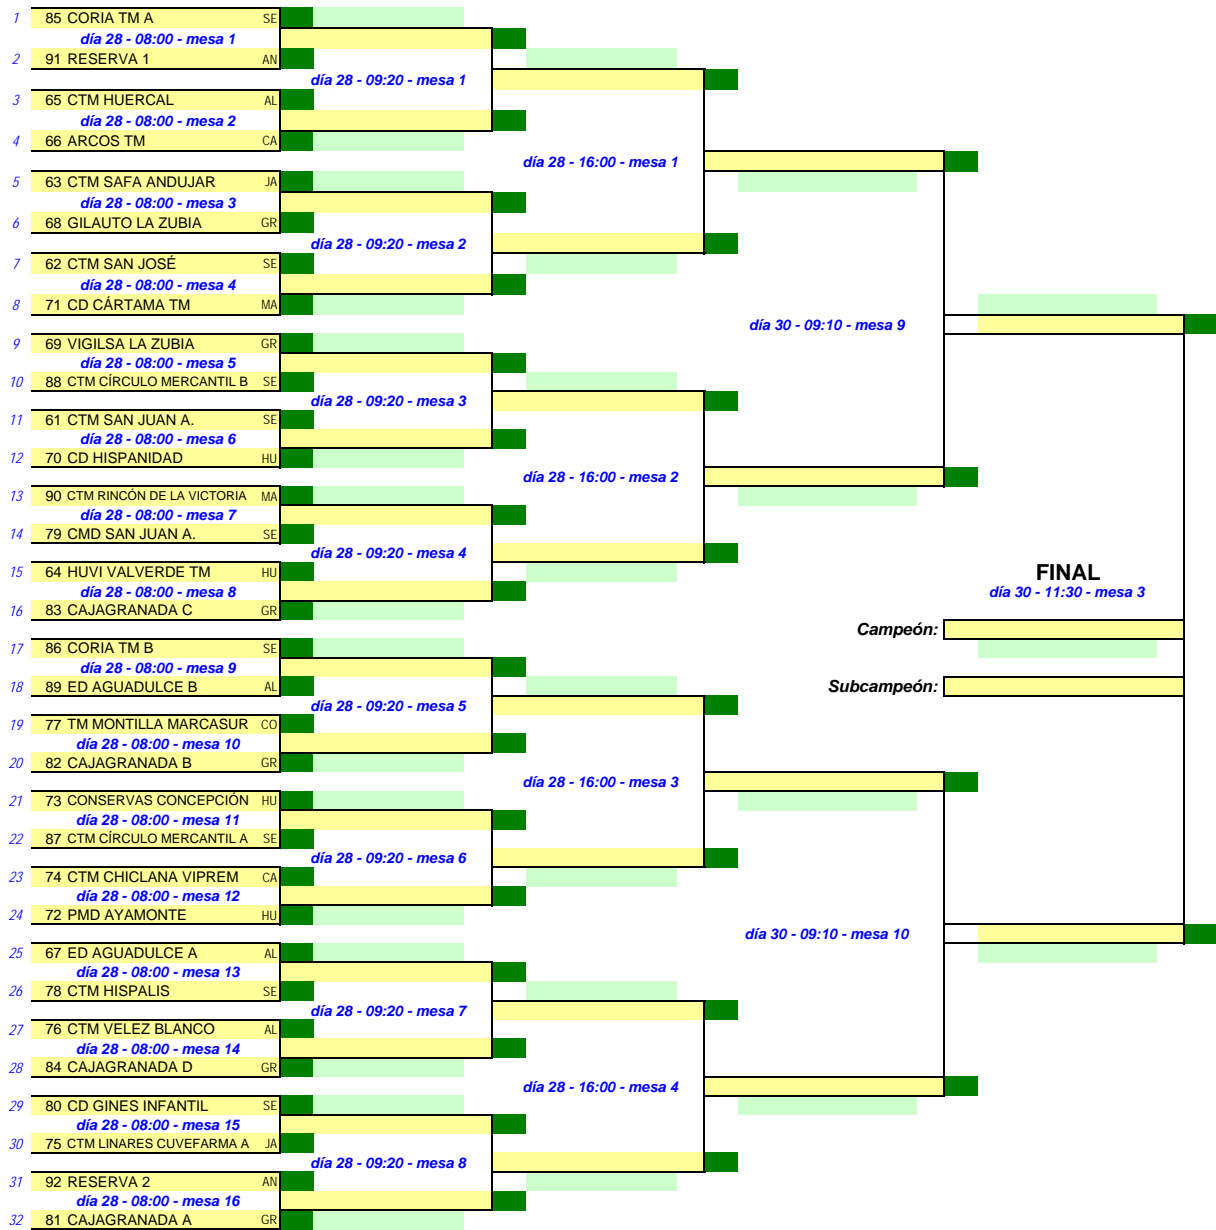 1 85 CORIA TM A SE
día 28 - 08:00 - mesa 1
2 91 RESERVA 1 AN
día 28 - 09:20 - mesa 1
3 65 CTM HUERCAL AL
día 28 - 08:00 - mesa 2
4 66 ARCOS TM CA
día 28 - 16:00 - mesa 1
5 63 CTM SAFA ANDUJAR JA
día 28 - 08:00 - mesa 3
6 68 GILAUTO LA ZUBIA GR
día 28 - 09:20 - mesa 2
7 62 CTM SAN JOSÉ SE
día 28 - 08:00 - mesa 4
8 71 CD CÁRTAMA TM MA
día 30 - 09:10 - mesa 9
9 69 VIGILSA LA ZUBIA GR
día 28 - 08:00 - mesa 5
10 88 CTM CÍRCULO MERCANTIL B SE
día 28 - 09:20 - mesa 3
11 61 CTM SAN JUAN A. SE
día 28 - 08:00 - mesa 6
12 70 CD HISPANIDAD HU
día 28 - 16:00 - mesa 2
13 90 CTM RINCÓN DE LA VICTORIA MA
día 28 - 08:00 - mesa 7
14 79 CMD SAN JUAN A. SE
día 28 - 09:20 - mesa 4
15 64 HUVI VALVERDE TM HU
FINAL
día 28 - 08:00 - mesa 8
día 30 - 11:30 - mesa 3
16 83 CAJAGRANADA C GR
Campeón:
17 86 CORIA TM B SE
día 28 - 08:00 - mesa 9
18 89 ED AGUADULCE B AL
Subcampeón:
día 28 - 09:20 - mesa 5
19 77 TM MONTILLA MARCASUR CO
día 28 - 08:00 - mesa 10
20 82 CAJAGRANADA B GR
día 28 - 16:00 - mesa 3
21 73 CONSERVAS CONCEPCIÓN HU
día 28 - 08:00 - mesa 11
22 87 CTM CÍRCULO MERCANTIL A SE
día 28 - 09:20 - mesa 6
23 74 CTM CHICLANA VIPREM CA
día 28 - 08:00 - mesa 12
24 72 PMD AYAMONTE HU
día 30 - 09:10 - mesa 10
25 67 ED AGUADULCE A AL
día 28 - 08:00 - mesa 13
26 78 CTM HISPALIS SE
día 28 - 09:20 - mesa 7
27 76 CTM VELEZ BLANCO AL
día 28 - 08:00 - mesa 14
28 84 CAJAGRANADA D GR
día 28 - 16:00 - mesa 4
29 80 CD GINES INFANTIL SE
día 28 - 08:00 - mesa 15
30 75 CTM LINARES CUVEFARMA A JA
día 28 - 09:20 - mesa 8
31 92 RESERVA 2 AN
día 28 - 08:00 - mesa 16
32 81 CAJAGRANADA A GR